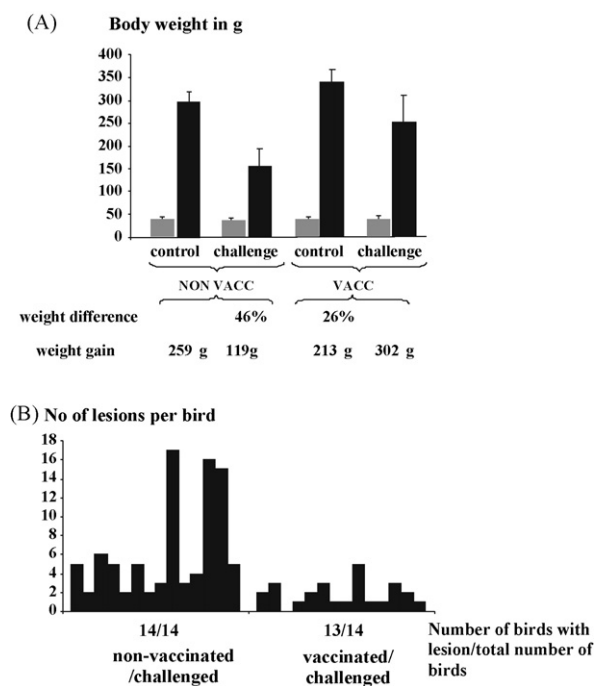 (A)
Body weight in g
400
350
300
250
200
150
100
50
0
control challenge control challenge
NON VACC VACC
weight difference 46% 26%
weight gain 259 g 119g 213 g 302 g
(B) No of lesions per bird
18
16
14
12
10
8
6
4
2
0
14/14 13/14 Number of birds with
non-vaccinated vaccinated/ lesion/total number of
/challenged challenged birds